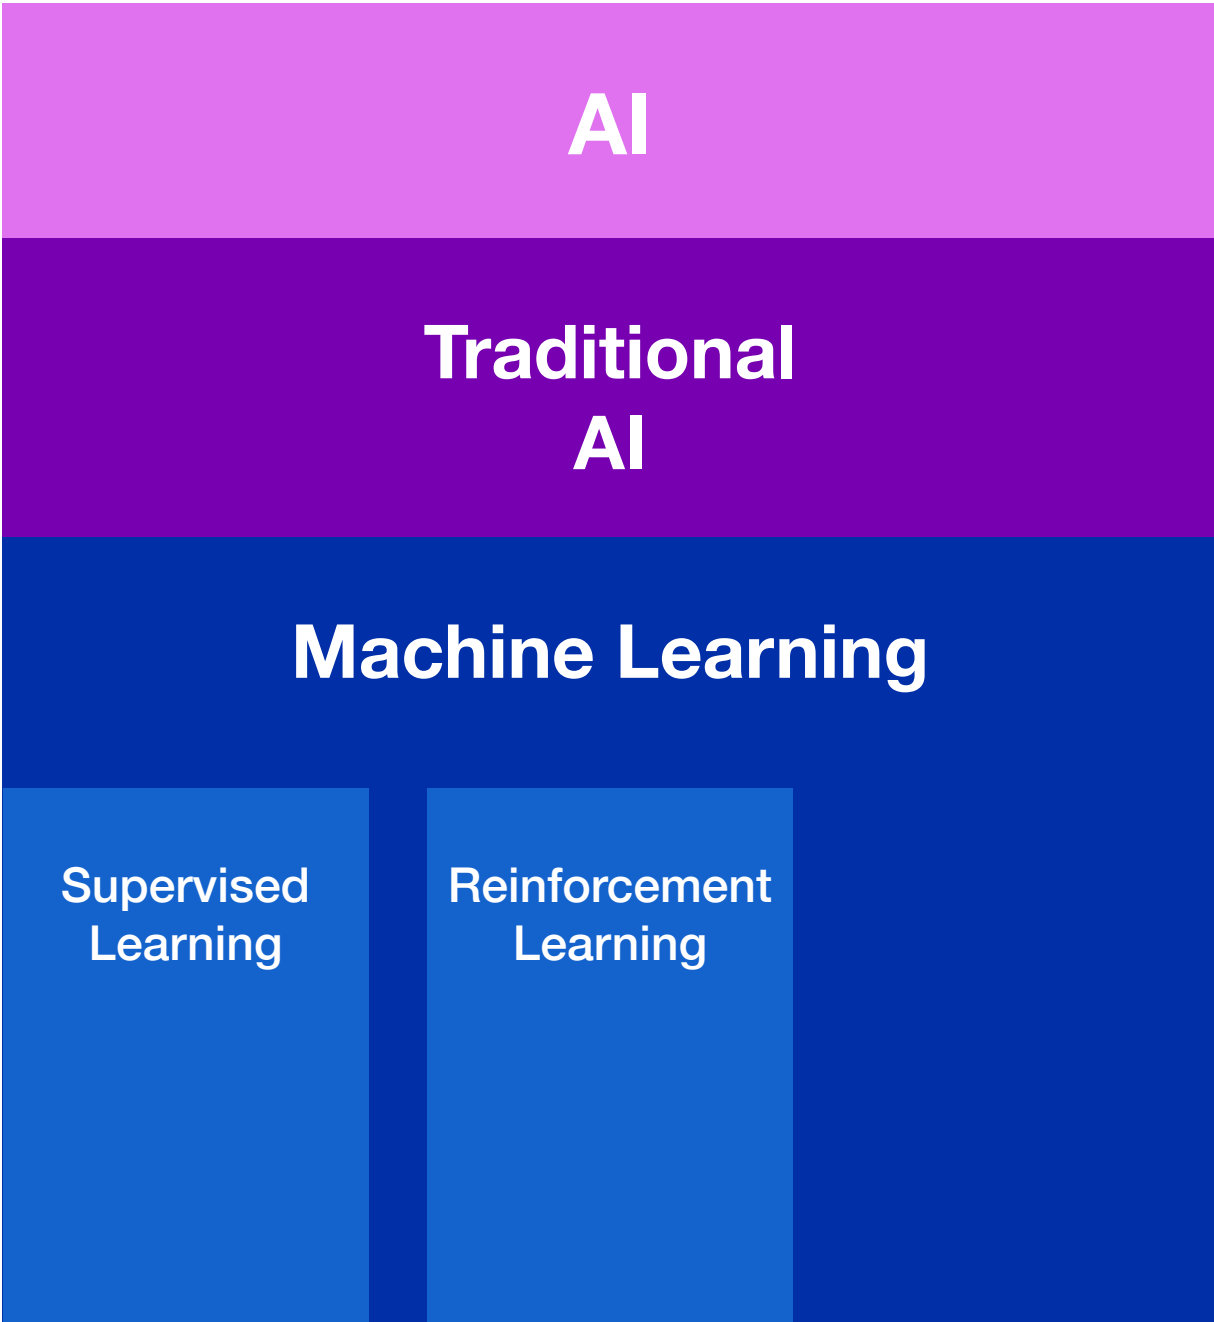 AI
Traditional
AI
Machine Learning
Supervised
Learning
Reinforcement
Learning